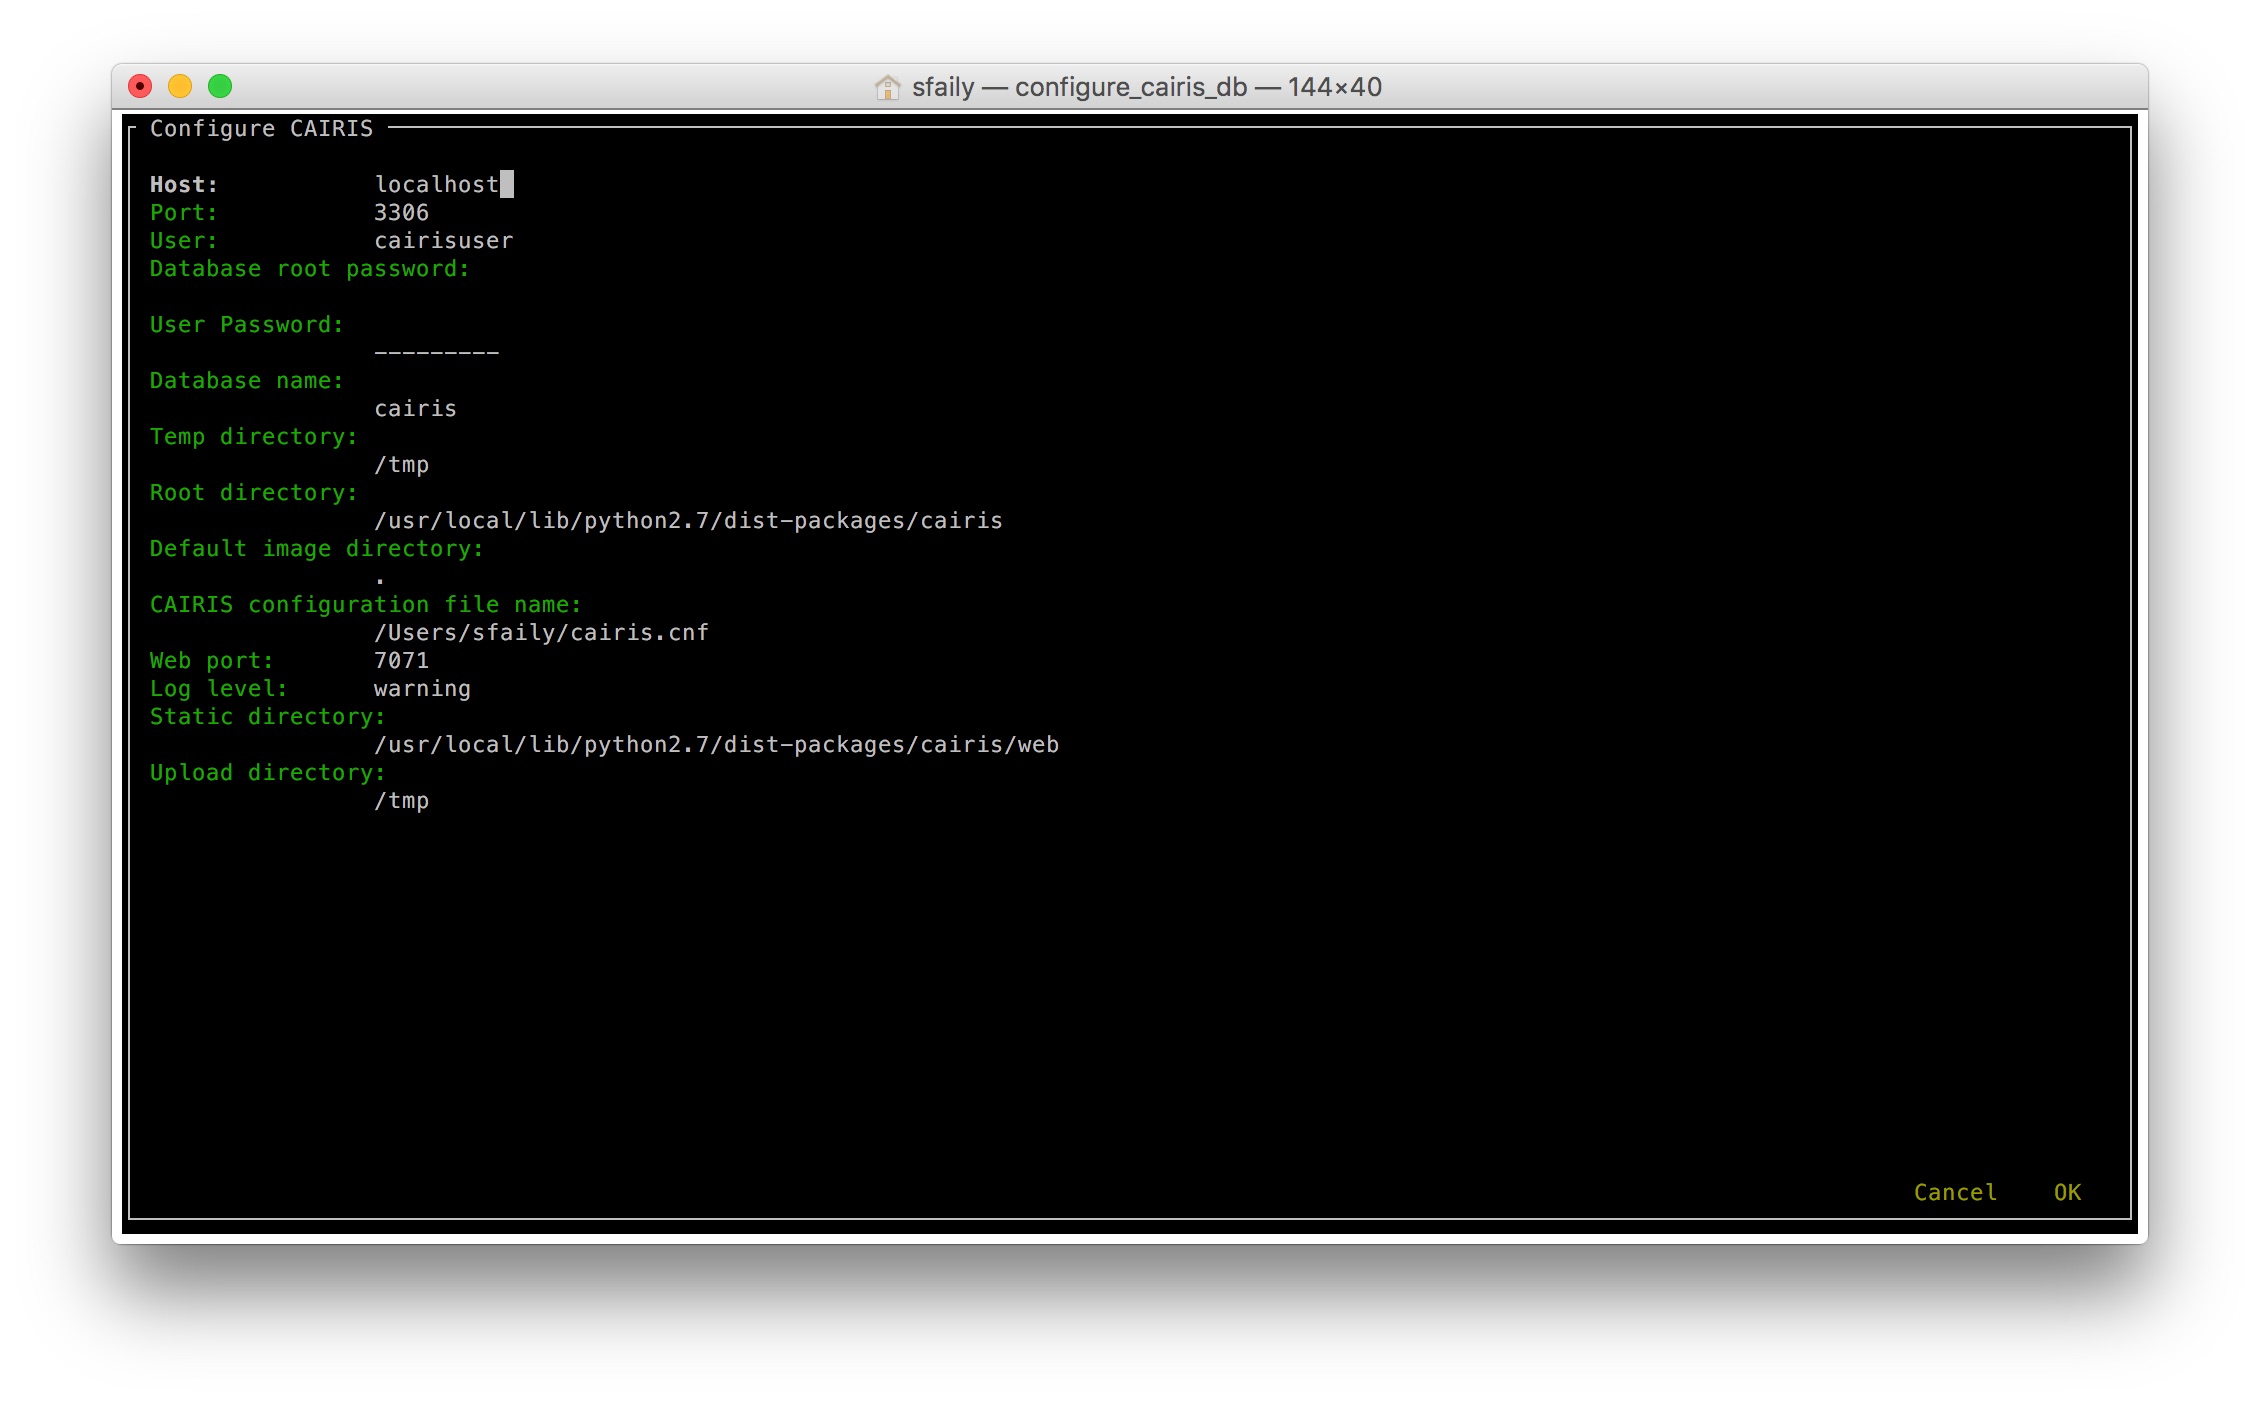 sfaily — configure_cairis_db — 144×40
Configure CAIRIS
Host: localhost
Port: 3306
User: cairisuser
Database root password:
User Password:
---------
Database name:
cairis
Temp directory:
/tmp
Root directory:
/usr/local/lib/python2.7/dist-packages/cairis
Default image directory:
.
CAIRIS configuration file name:
/Users/sfaily/cairis.cnf
Web port: 7071
Log level: warning
Static directory:
/usr/local/lib/python2.7/dist-packages/cairis/web
Upload directory:
/tmp
Cancel OK